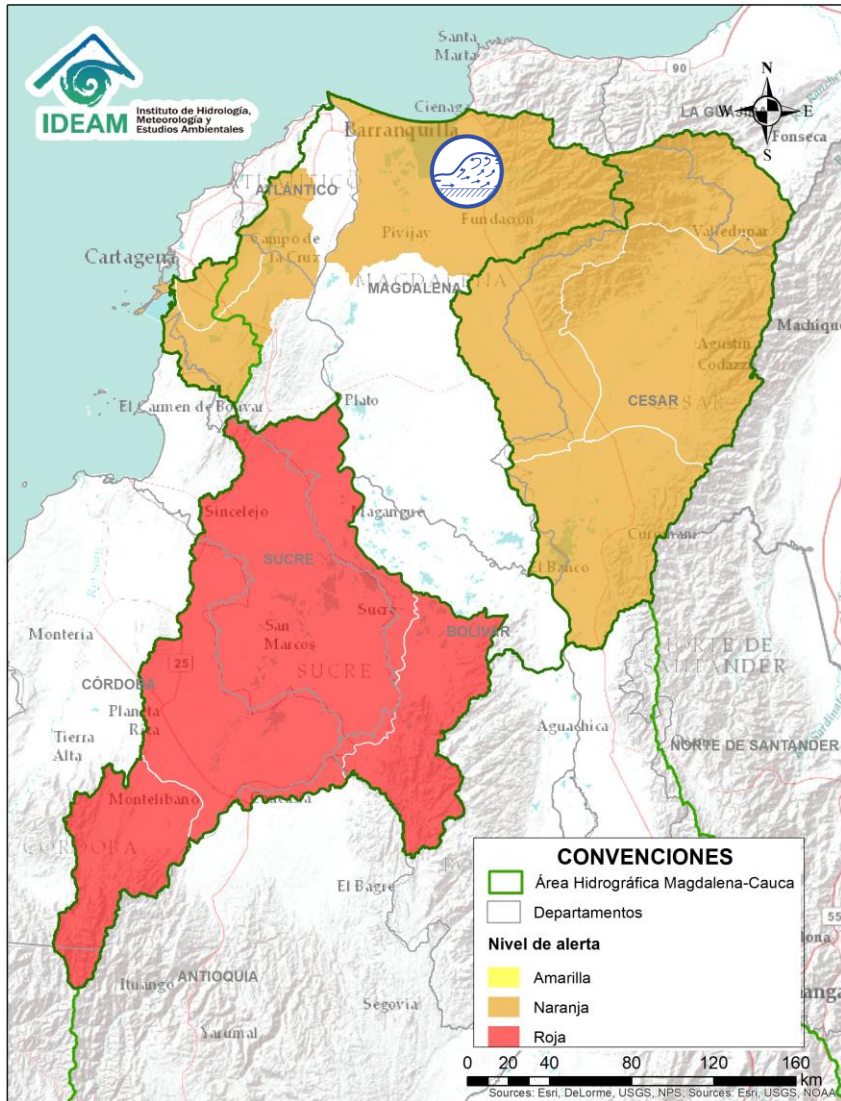 IDEAM
Instituto de Hidrología,
Meteorología y
Estudios Ambientales
Santa
Marta
90
N
W
E
S
LA GUAJIRA
Fonseca
Ciénaga
Barranquilla
ATLÁNTICO
Fundación
Cartagena
Campo de
la Cruz
Pivijay
Valledupar
MAGDALENA
MAGDALENA
Machiques
Agustín
Codazzi
CESAR
CESAR
El Carmen de Bolívar
Plato
Sincelejo
Magangué
Curumaní
SUCRE
El Banco
Montería
San
Marcos
Sucre
BOLÍVAR
SUCRE
NORTE DE
SANTANDER
25
CÓRDOBA
Planeta
Rica
Tierra
Alta
Aguachica
NORTE DE SANTANDER
Montelíbano
CÓRDOBA
El Bagre
Ituango
ANTIOQUIA
Segovia
Yarumal
55
CONVENCIONES
Área Hidrográfica Magdalena-Cauca
Departamentos
Nivel de alerta
Amarilla
Naranja
Roja
0 20 40 80 120 160
km
Sources: Esri, DeLorme, USGS, NPS; Sources: Esri, USGS, NOAA